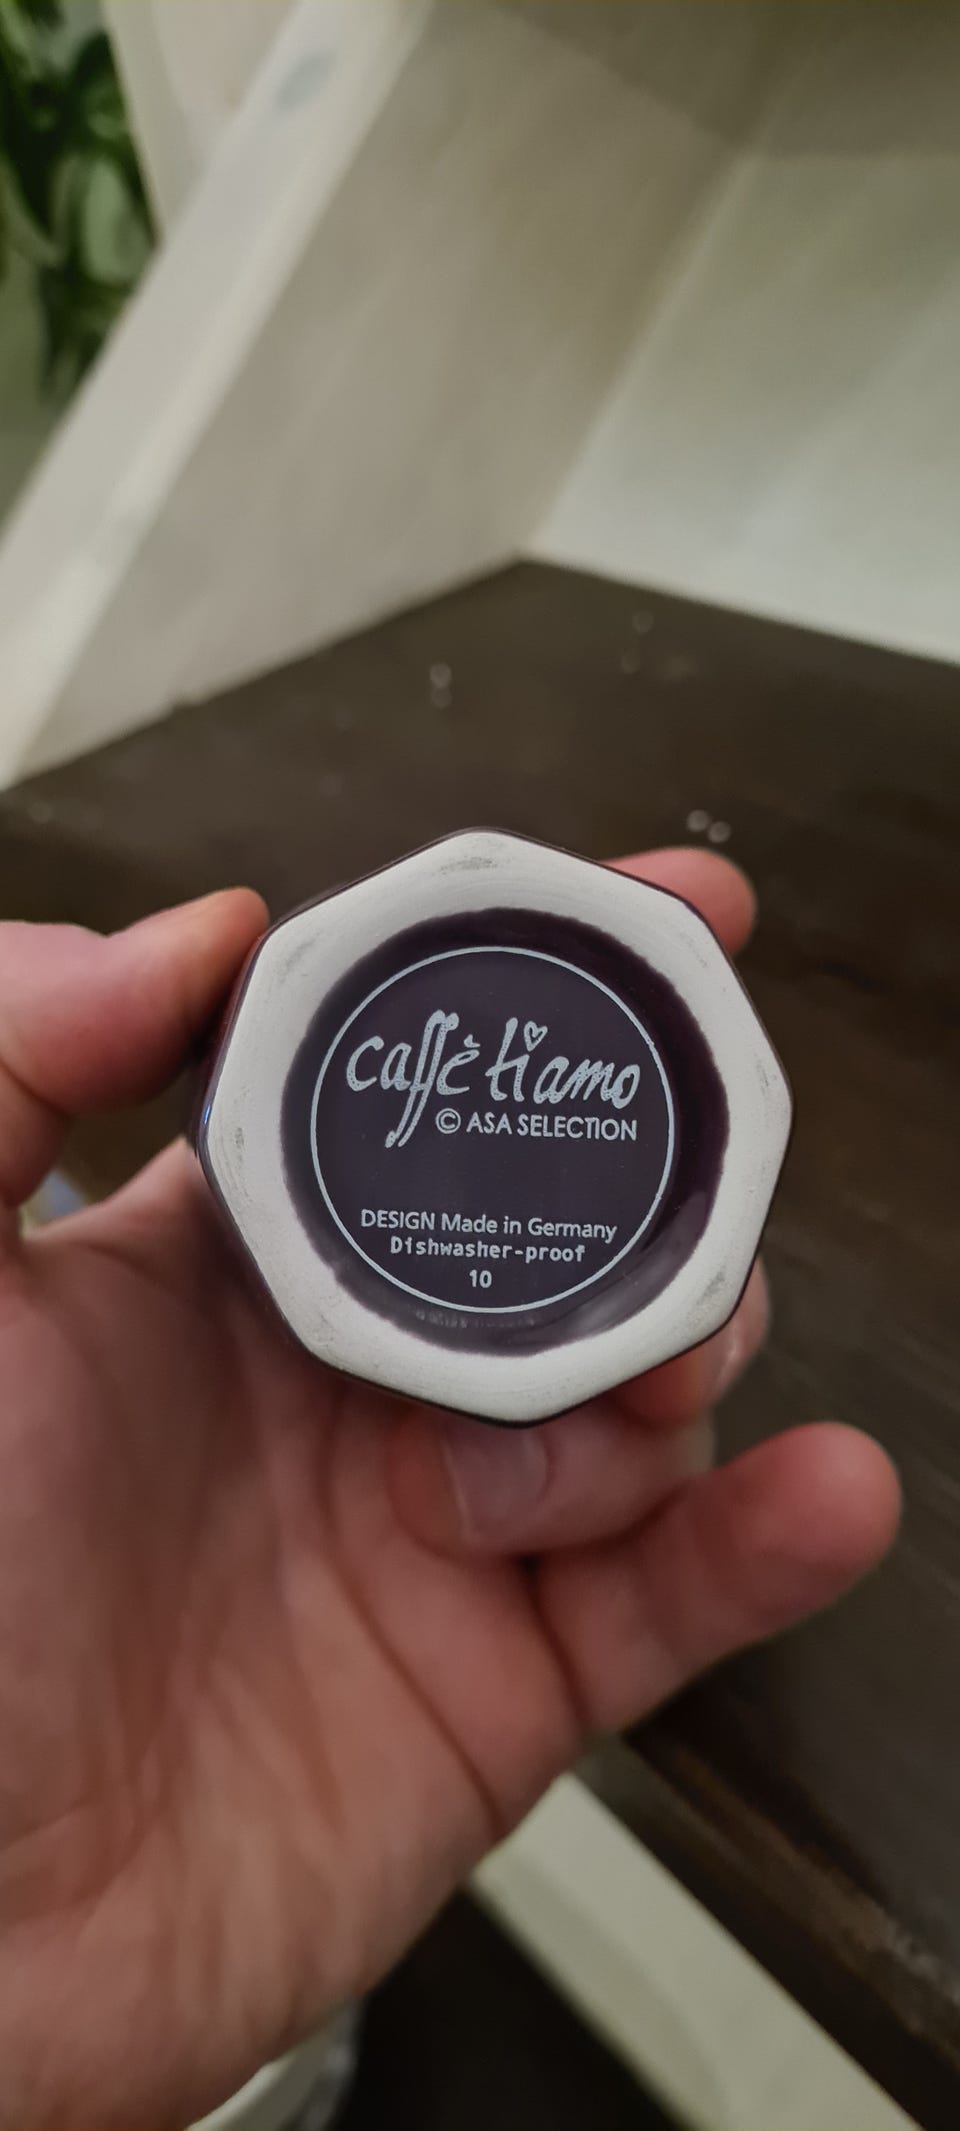 caffè ti amo
© ASA SELECTION
DESIGN Made in Germany
Dishwasher-proof
10